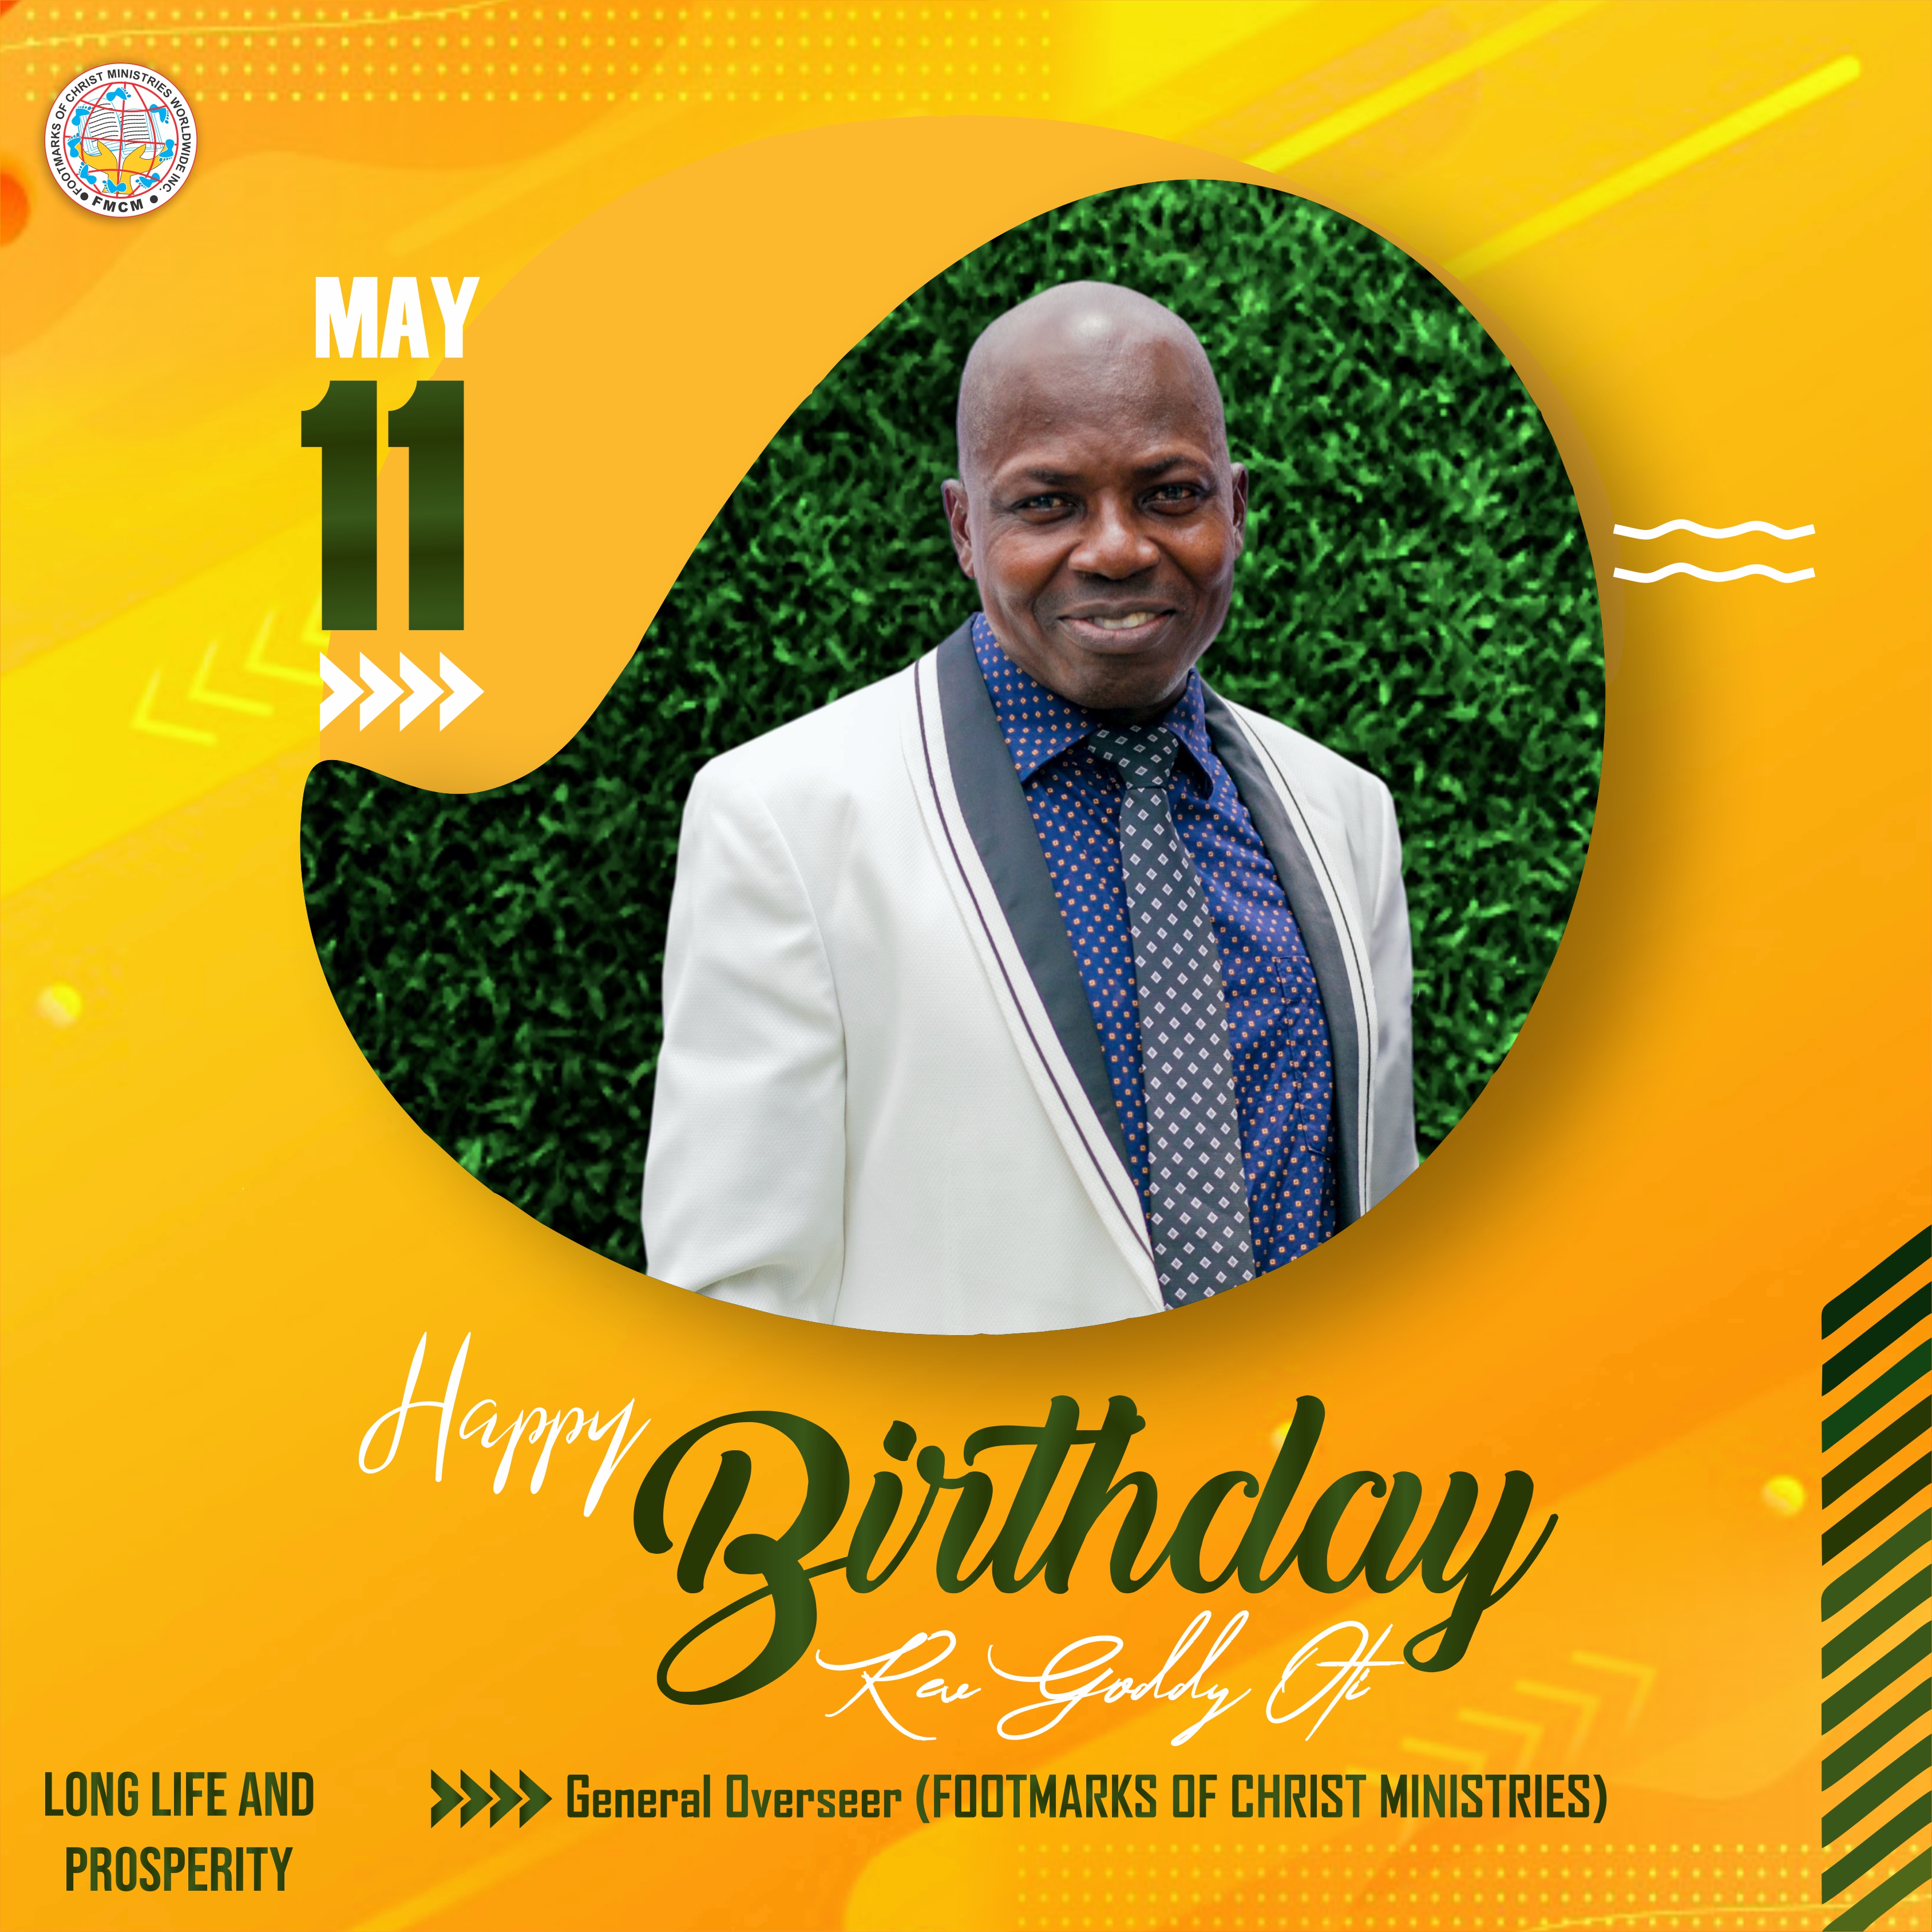 FOOTMARKS OF CHRIST MINISTRIES WORLDWIDE INC.
FMCM
MAY
11
Happy
Birthday
Rev Goddy Oti
LONG LIFE AND
PROSPERITY
General Overseer (FOOTMARKS OF CHRIST MINISTRIES)